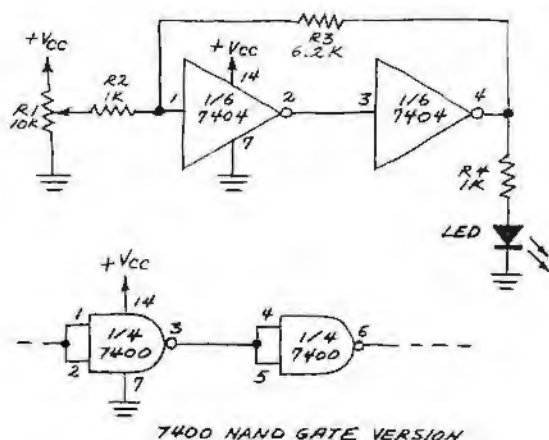 +Vcc
R1
10K
R2
1K
+Vcc
14
1
1/6
7404
2
7
R3
6.2K
3
1/6
7404
4
R4
1K
LED
+Vcc
14
1
2
1/4
7400
3
7
4
5
1/4
7400
6
7400 NAND GATE VERSION